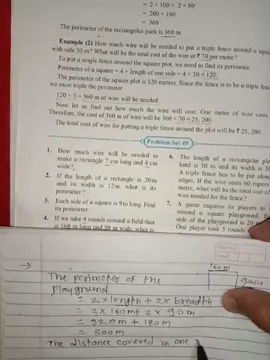 = 2 × 100 + 2 × 80
= 200 + 160
= 360
The perimeter of the rectangular park is 360 m.
Example (2) How much wire will be needed to put a triple fence around a square
with side 30 m? What will be the total cost of the wire at ₹ 70 per metre?
To put a single fence around the square plot, we need to find its perimeter.
Perimeter of a square = 4 × length of one side = 4 × 30 = 120
The perimeter of the square plot is 120 metres. Since the fence is to be a triple fence
we must triple the perimeter
120 × 3 = 360 m of wire will be needed.
Now let us find out how much the wire will cost. One metre of wire costs
Therefore, the cost of 360 m of wire will be 360 × 70 = 25,200.
The total cost of wire for putting a triple fence around the plot will be ₹ 25,200.
Problem Set 49
1. How much wire will be needed to
make a rectangle 7 cm long and 4 cm
wide?
2. If the length of a rectangle is 20 m
and its width is 12 m, what is its
perimeter?
3. Each side of a square is 9 m long. Find
its perimeter.
4. If we take 4 rounds around a field that
is 160 m long and 90 m wide, what is
6. The length of a rectangular plot
land is 50 m and its width is 30
A triple fence has to be put along
edges. If the wire costs 60 rupees
metre, what will be the total cost of
was needed for the fence?
7. A game requires its players to
around a square playground.
side of the playground is 20
One player took 5 rounds
160 m
The perimeter of the
playground
= 2 × length + 2 × breadth
= 2 × 160 m + 2 × 90 m
= 320 m + 180 m
= 500 m
The distance covered in one